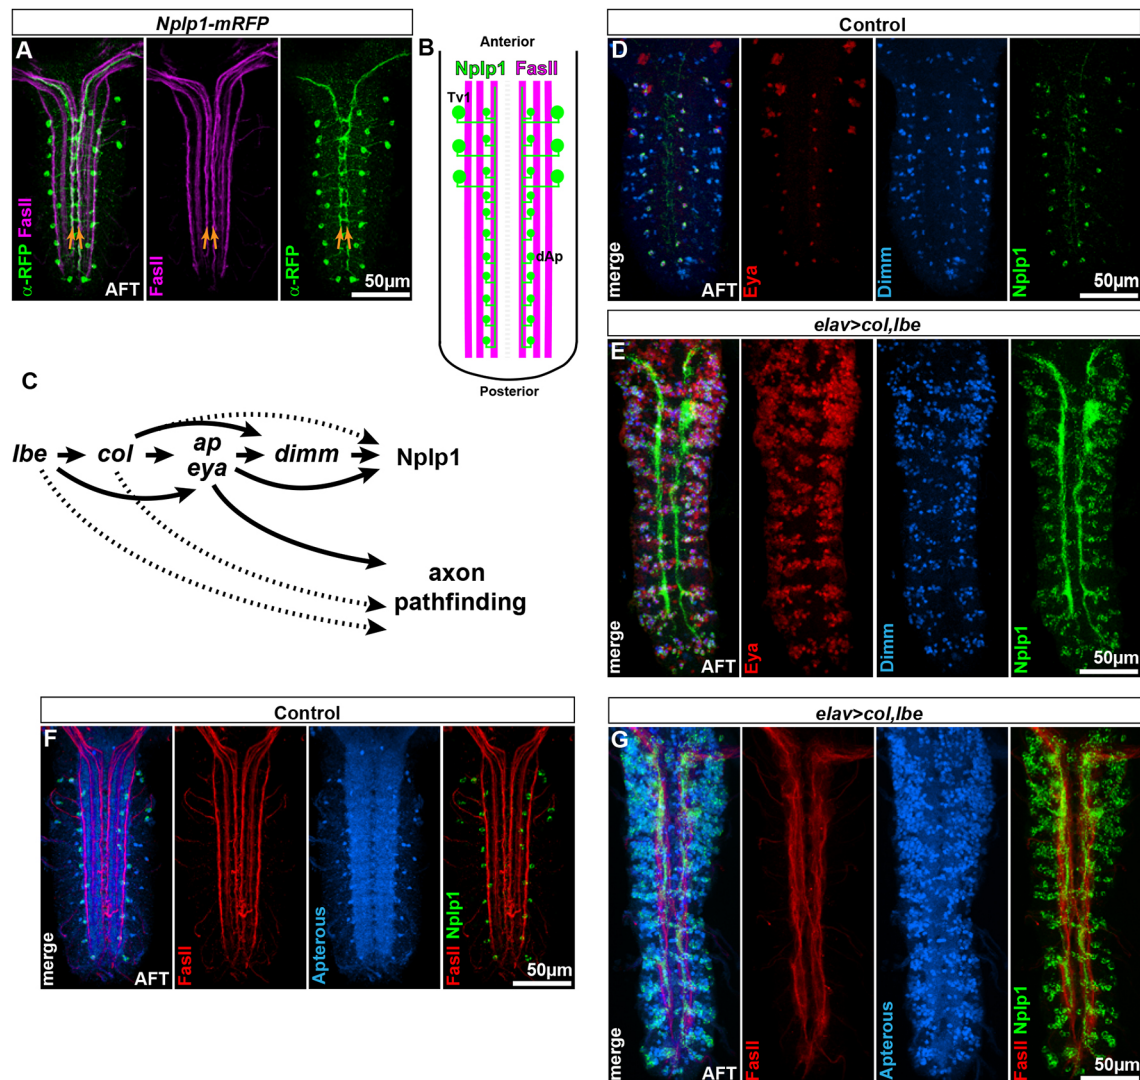 Nplp1-mRFP
A
α-RFP FasII
AFT
FasII
α-RFP
50μm
B
Anterior
Nplp1 FasII
Tv1
dAp
Posterior
C
lbe
col
ap
eya
dimm
Nplp1
axon
pathfinding
Control
D
merge
AFT
Eya
Dimm
Nplp1
50μm
elav>col,lbe
E
merge
AFT
Eya
Dimm
Nplp1
50μm
Control
F
merge
AFT
FasII
Apterous
FasII Nplp1
50μm
elav>col,lbe
G
merge
AFT
FasII
Apterous
FasII Nplp1
50μm